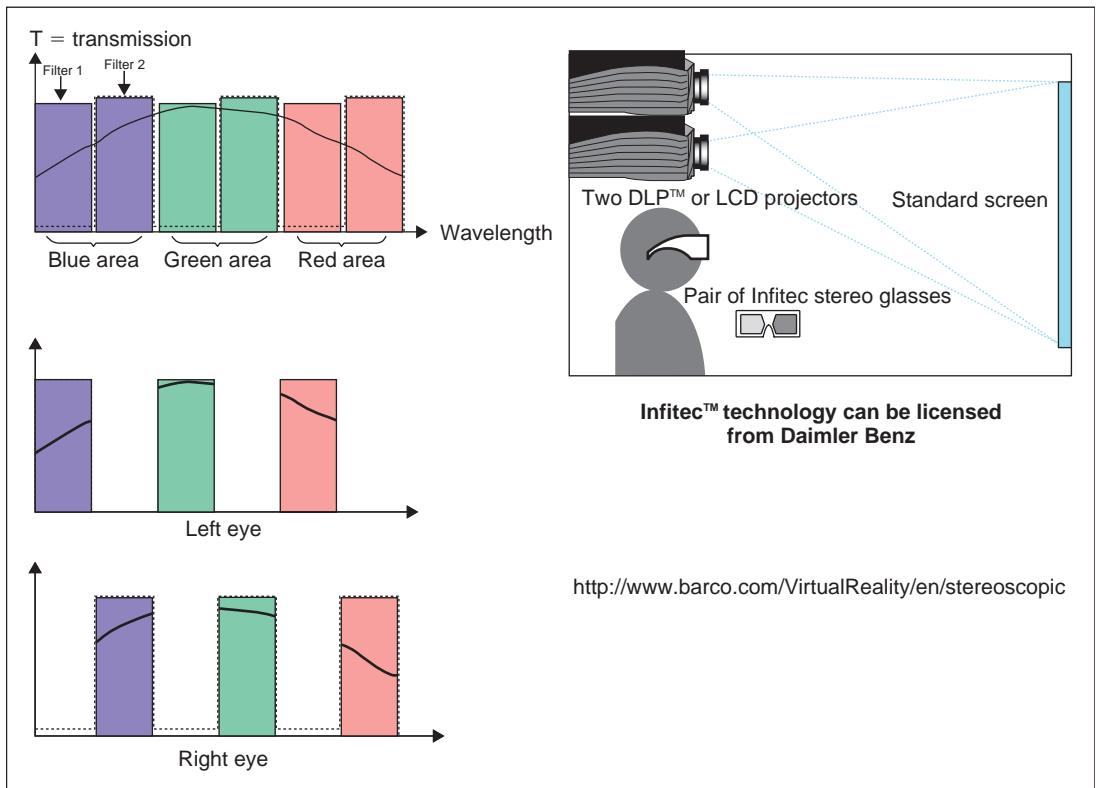 T = transmission
Filter 1
Filter 2
Wavelength
Blue area
Green area
Red area
Left eye
Right eye
Two DLP™ or LCD projectors
Standard screen
Pair of Infitec stereo glasses
Infitec™ technology can be licensed
from Daimler Benz
http://www.barco.com/VirtualReality/en/stereoscopic